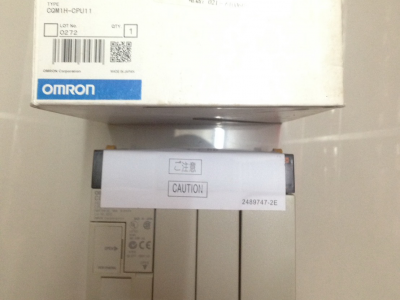 TYPE
CQM1H-CPU11
LOT No.
QTY
0272
1
OMRON Corporation
MADE IN JAPAN
OMRON
ご注意
CAUTION
2469747-2E